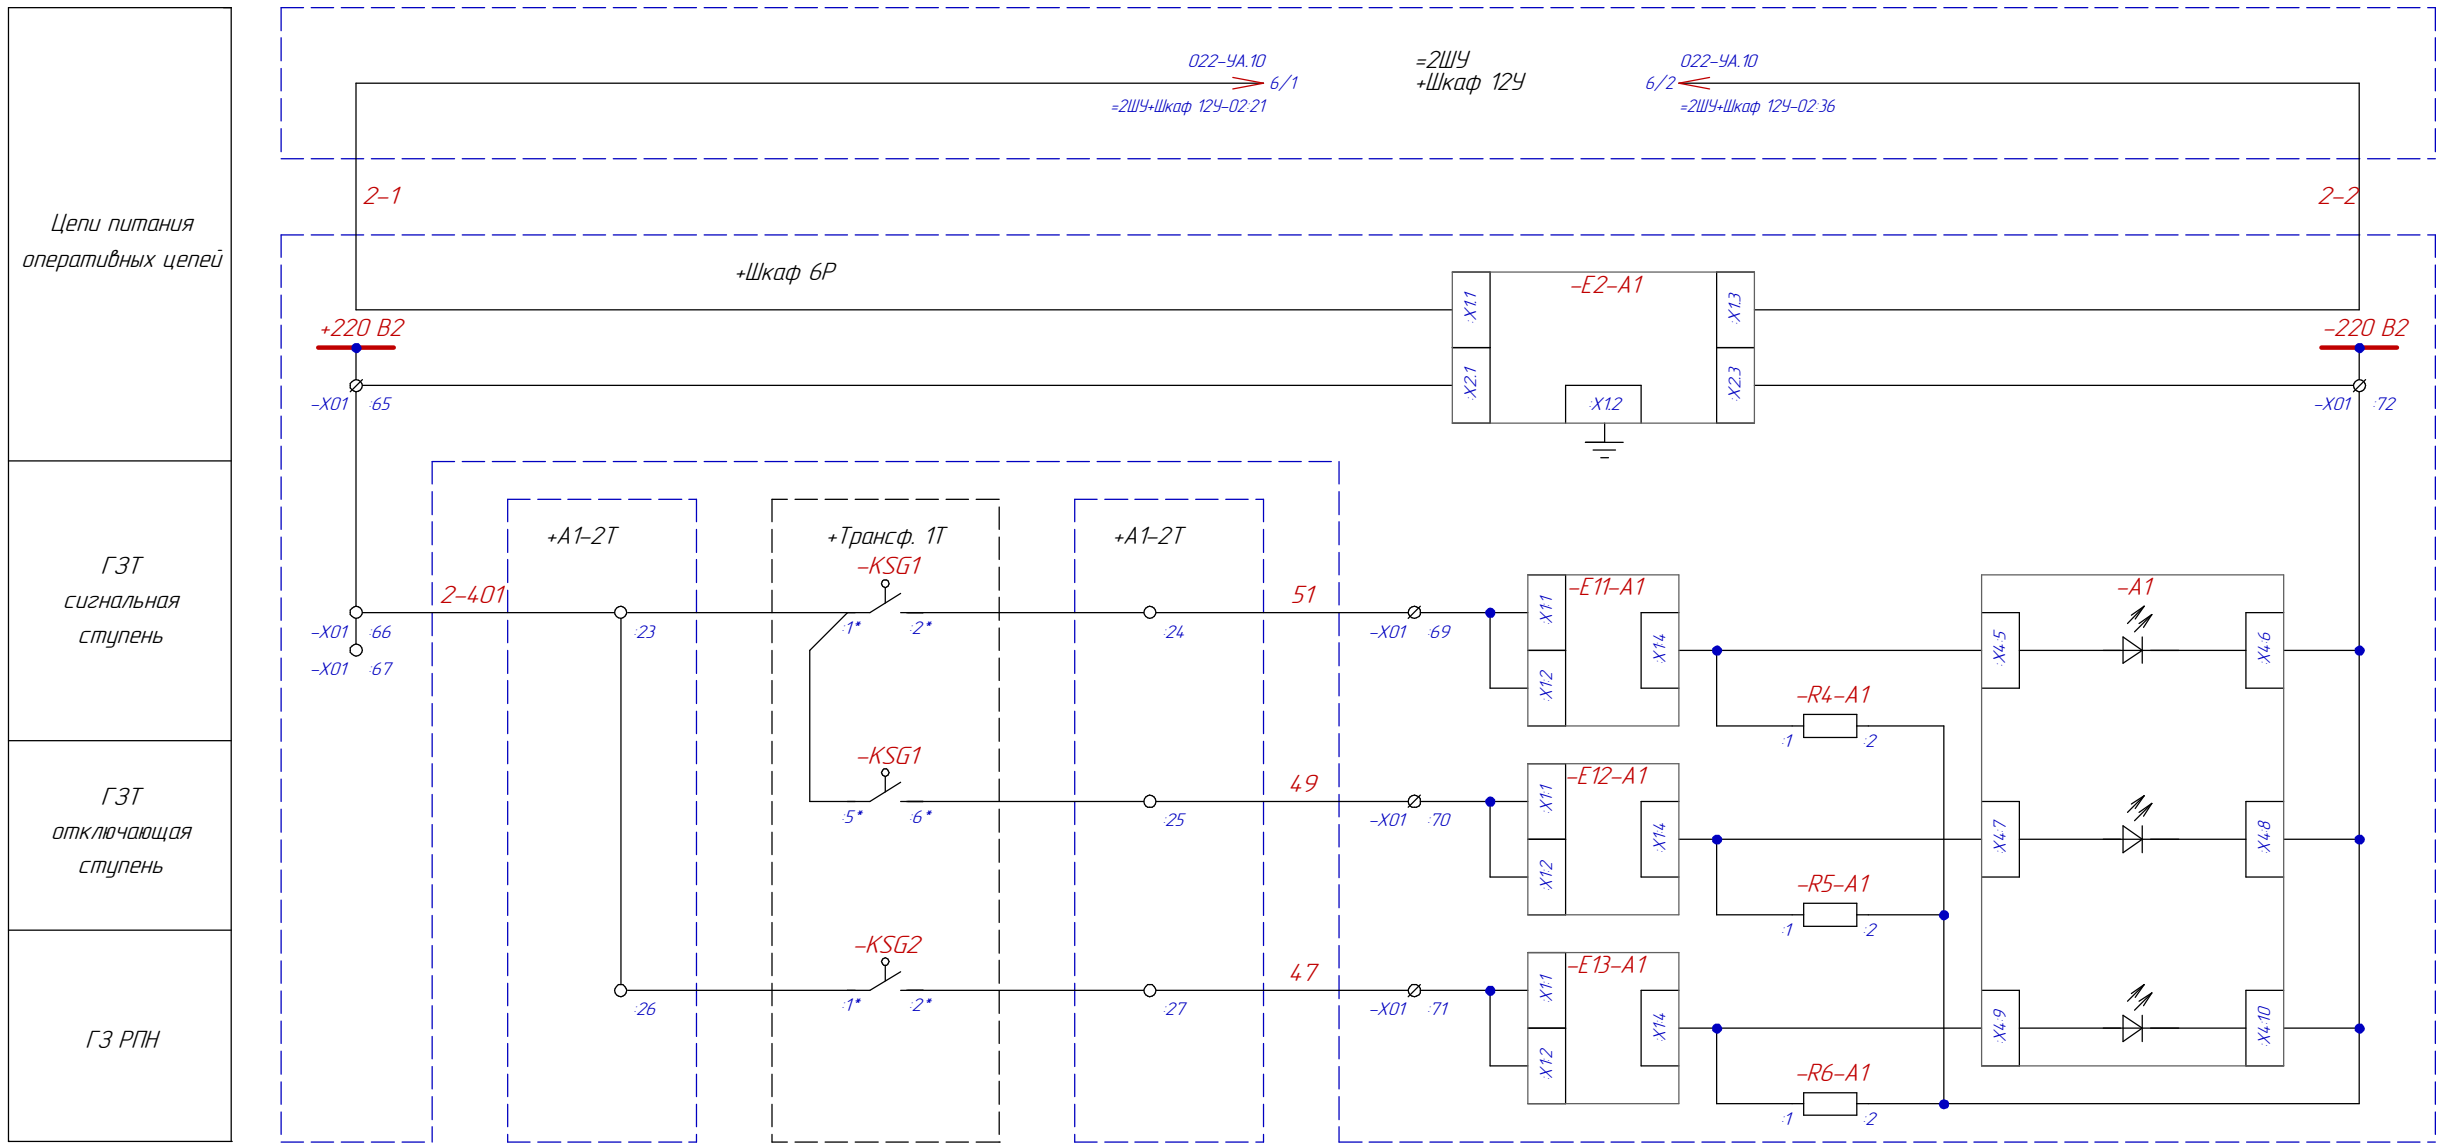 Цепи питания
оперативных цепей
ГЗТ
сигнальная
ступень
ГЗТ
отключающая
ступень
ГЗ РПН
022-УА.10
6/1
=2ШУ+Шкаф 12У-02:21
=2ШУ
+Шкаф 12У
022-УА.10
6/2
=2ШУ+Шкаф 12У-02:36
2-1
2-2
+Шкаф 6Р
-E2-A1
:X1.1
:X1.3
:X2.1
:X2.3
:X1.2
+220 В2
-X01 :65
-220 В2
-X01 :72
+А1-2Т
+Трансф. 1Т
+А1-2Т
-KSG1
2-401
51
-X01 :66
-X01 :67
:23
:1*
:2*
:24
-X01 :69
-E11-A1
:X1:1
:X1:2
:X1:4
-A1
:X4:5
:X4:6
-R4-A1
:1
:2
-KSG1
49
:5*
:6*
:25
-X01 :70
-E12-A1
:X1:1
:X1:2
:X1:4
:X4:7
:X4:8
-R5-A1
:1
:2
-KSG2
47
:26
:1*
:2*
:27
-X01 :71
-E13-A1
:X1:1
:X1:2
:X1:4
:X4:9
:X4:10
-R6-A1
:1
:2